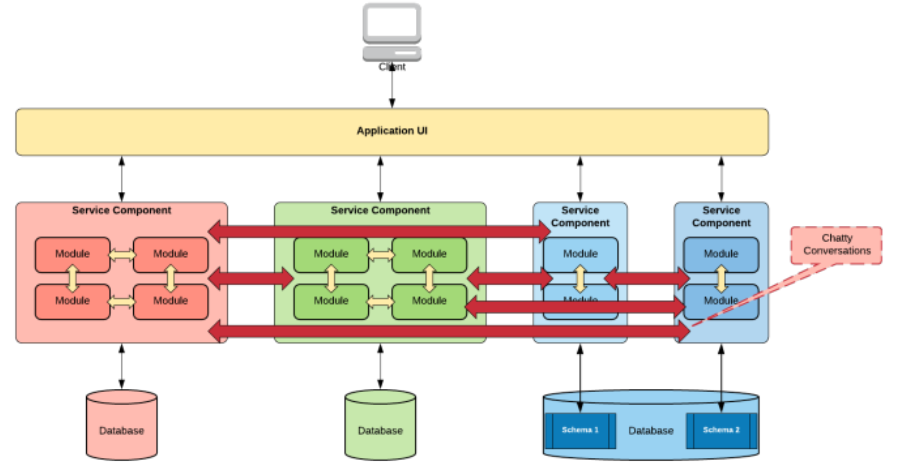 Client
Application UI
Service Component
Service Component
Service
Component
Service
Component
Module
Module
Module
Module
Module
Module
Chatty
Conversations
Module
Module
Module
Module
Module
Module
Database
Database
Schema 1
Database
Schema 2